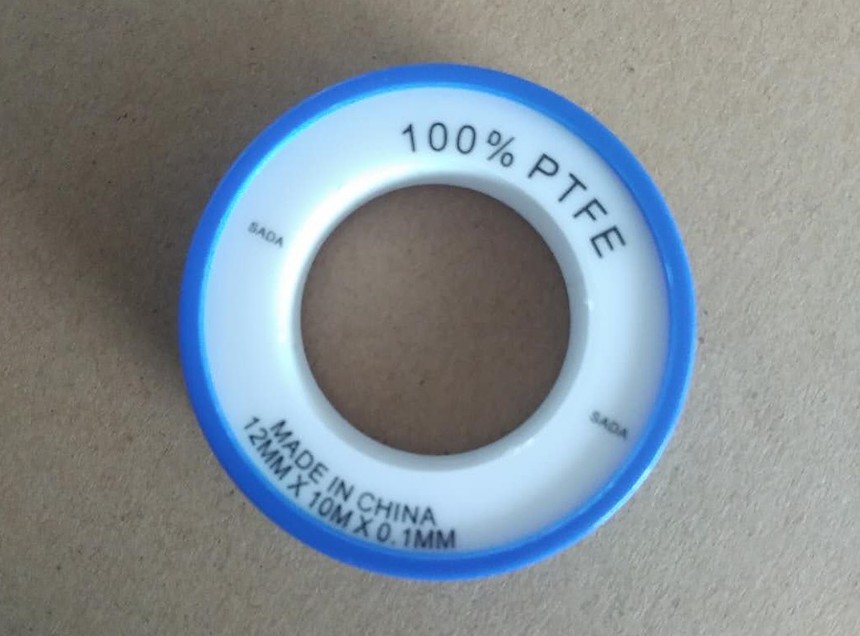 100% PTFE
SADA
SADA
MADE IN CHINA
12MM X 10M X 0.1MM